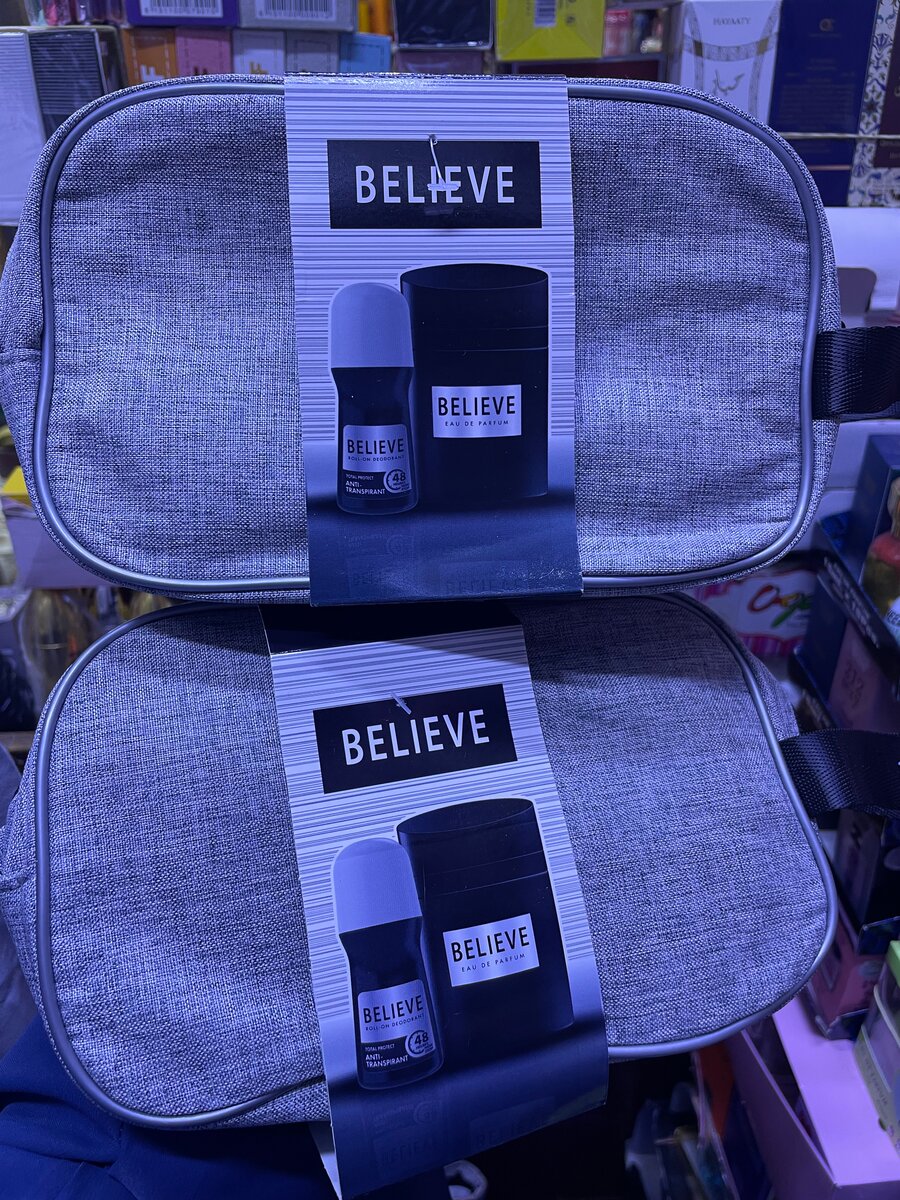 HAYAATY
BELIEVE
BELIEVE
EAU DE PARFUM
BELIEVE
ROLL-ON DEODORANT
TOTAL PROTECT
ANTI-
TRANSPIRANT
48
BELIEVE
BELIEVE
EAU DE PARFUM
BELIEVE
ROLL-ON DEODORANT
TOTAL PROTECT
ANTI-
TRANSPIRANT
48